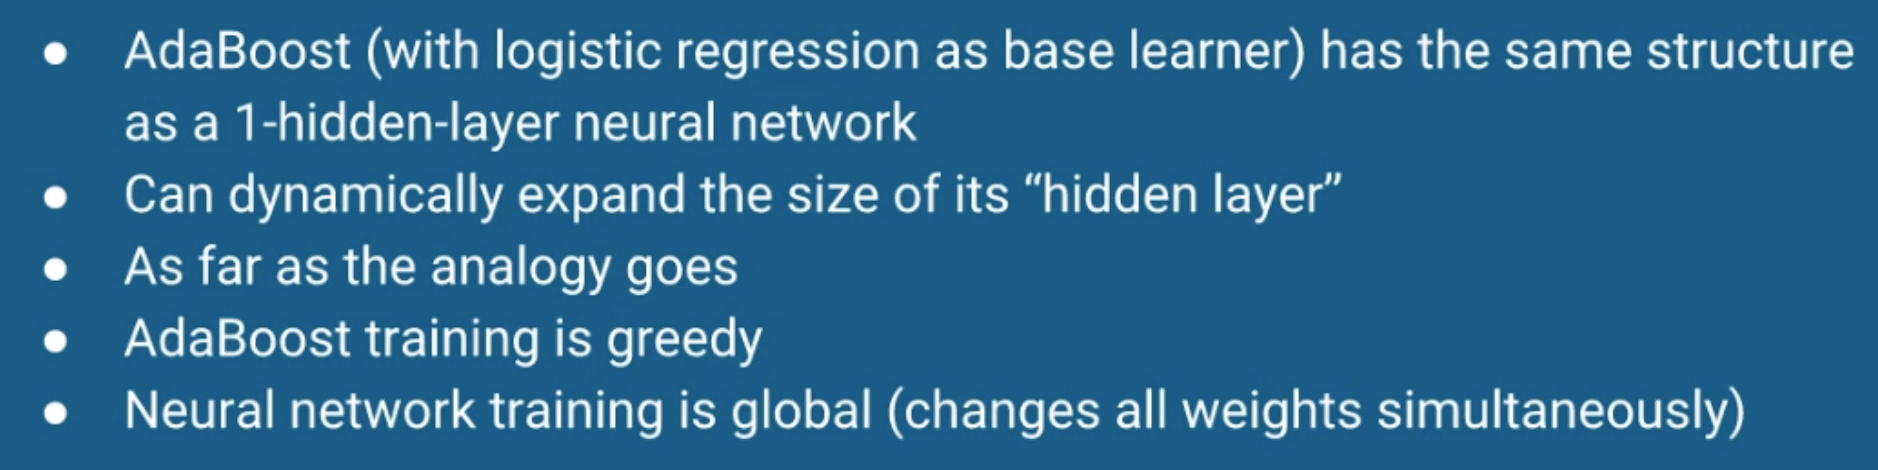 • AdaBoost (with logistic regression as base learner) has the same structure
as a 1-hidden-layer neural network
• Can dynamically expand the size of its “hidden layer”
• As far as the analogy goes
• AdaBoost training is greedy
• Neural network training is global (changes all weights simultaneously)